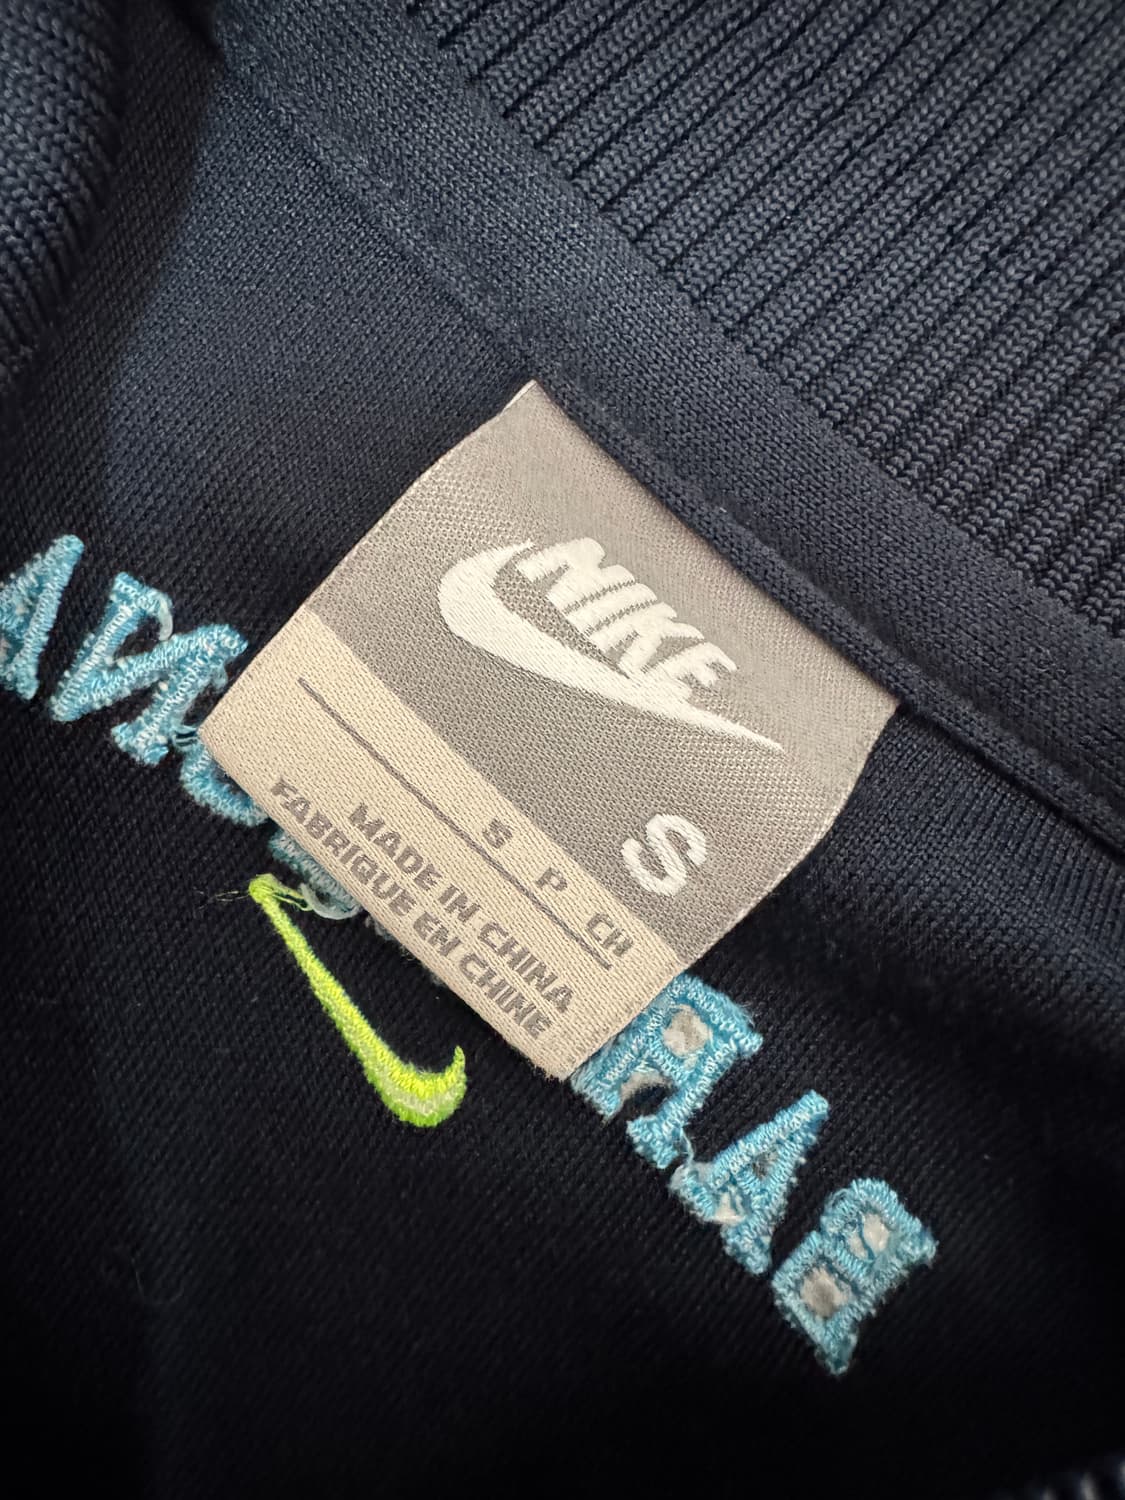 NIKE
S
S P CH
MADE IN CHINA
FABRIQUE EN CHINE